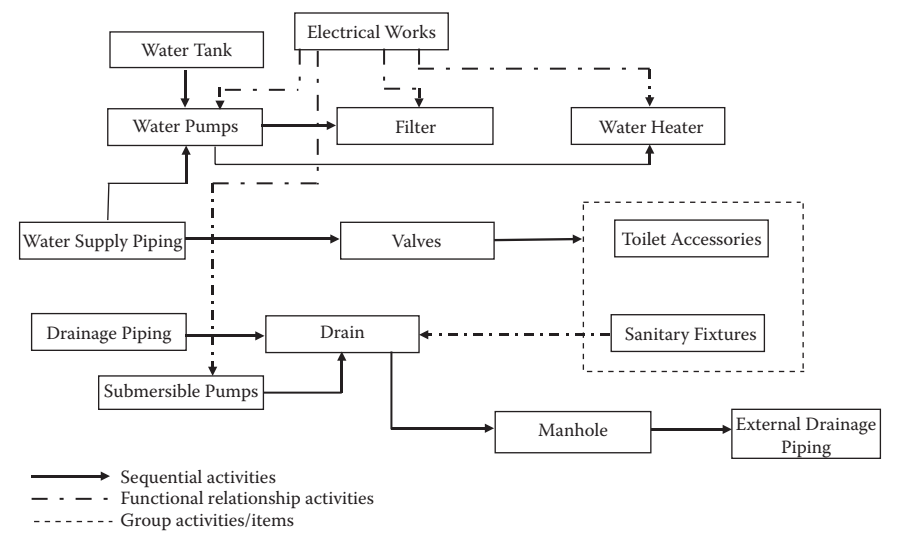 Electrical Works
Water Tank
Water Pumps
Filter
Water Heater
Water Supply Piping
Valves
Toilet Accessories
Drainage Piping
Drain
Sanitary Fixtures
Submersible Pumps
Manhole
External Drainage
Piping
Sequential activities
Functional relationship activities
Group activities/items